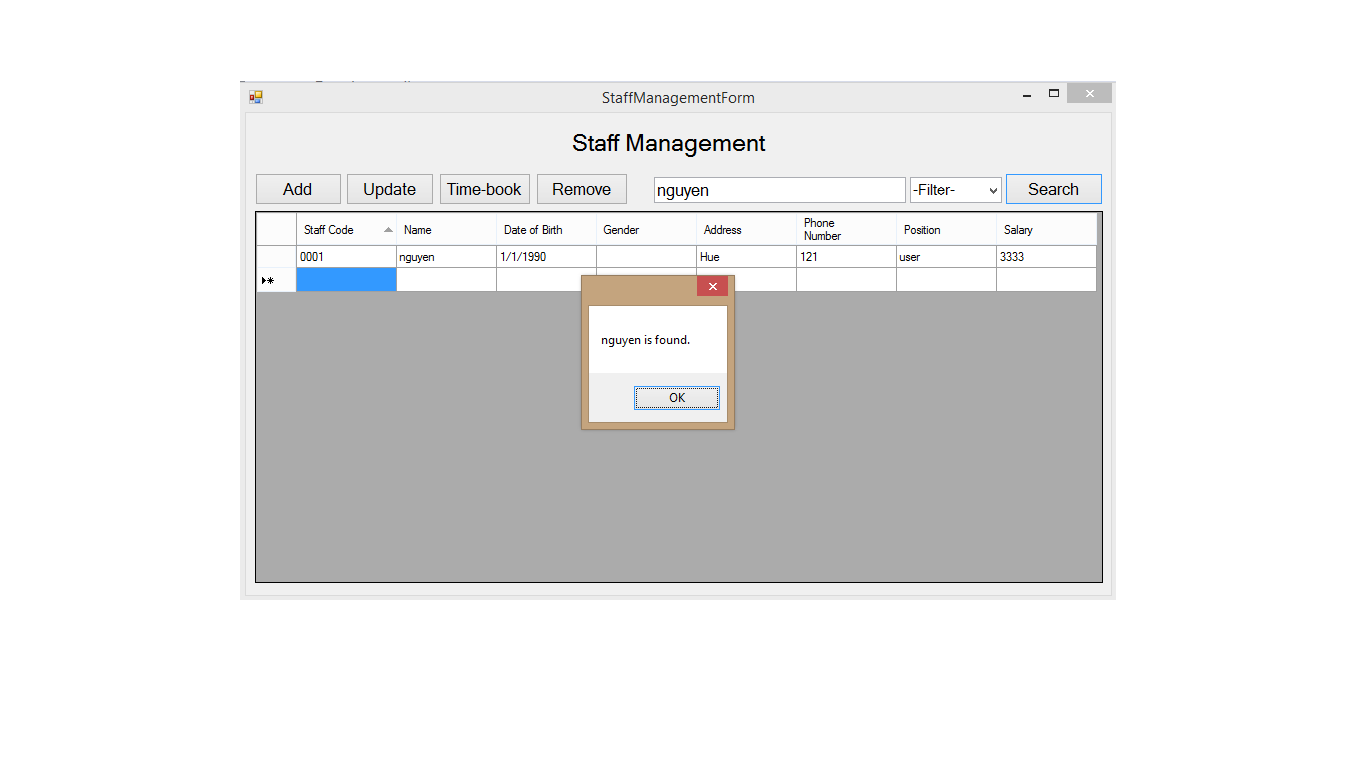 StaffManagementForm
Staff Management
Add Update Time-book Remove nguyen -Filter- Search
Staff Code Name Date of Birth Gender Address Phone Number Position Salary
0001 nguyen 1/1/1990 Hue 121 user 3333
nguyen is found.
OK